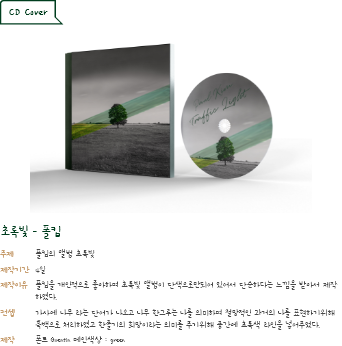 CD Cover
Traffic Light
초록빛 - 폴킴
주제 폴킴의 앨범 초록빛
제작기간 4일
제작이유 폴킴을 개인적으로 좋아하며 초록빛 앨범이 단색으로만되어 있어서 단순하다는 느낌을 받아서 제작
하였다.
컨셉 가사에 나무 라는 단어가 나오고 나무 한그루는 나를 의미하며 절망적인 과거의 나를 표현하기위해
흑백으로 처리하였고 한줄기의 희망이라는 의미를 주기위해 중간에 초록색 라인을 넣어주었다.
제작 폰트 Quentin 메인색상 : green